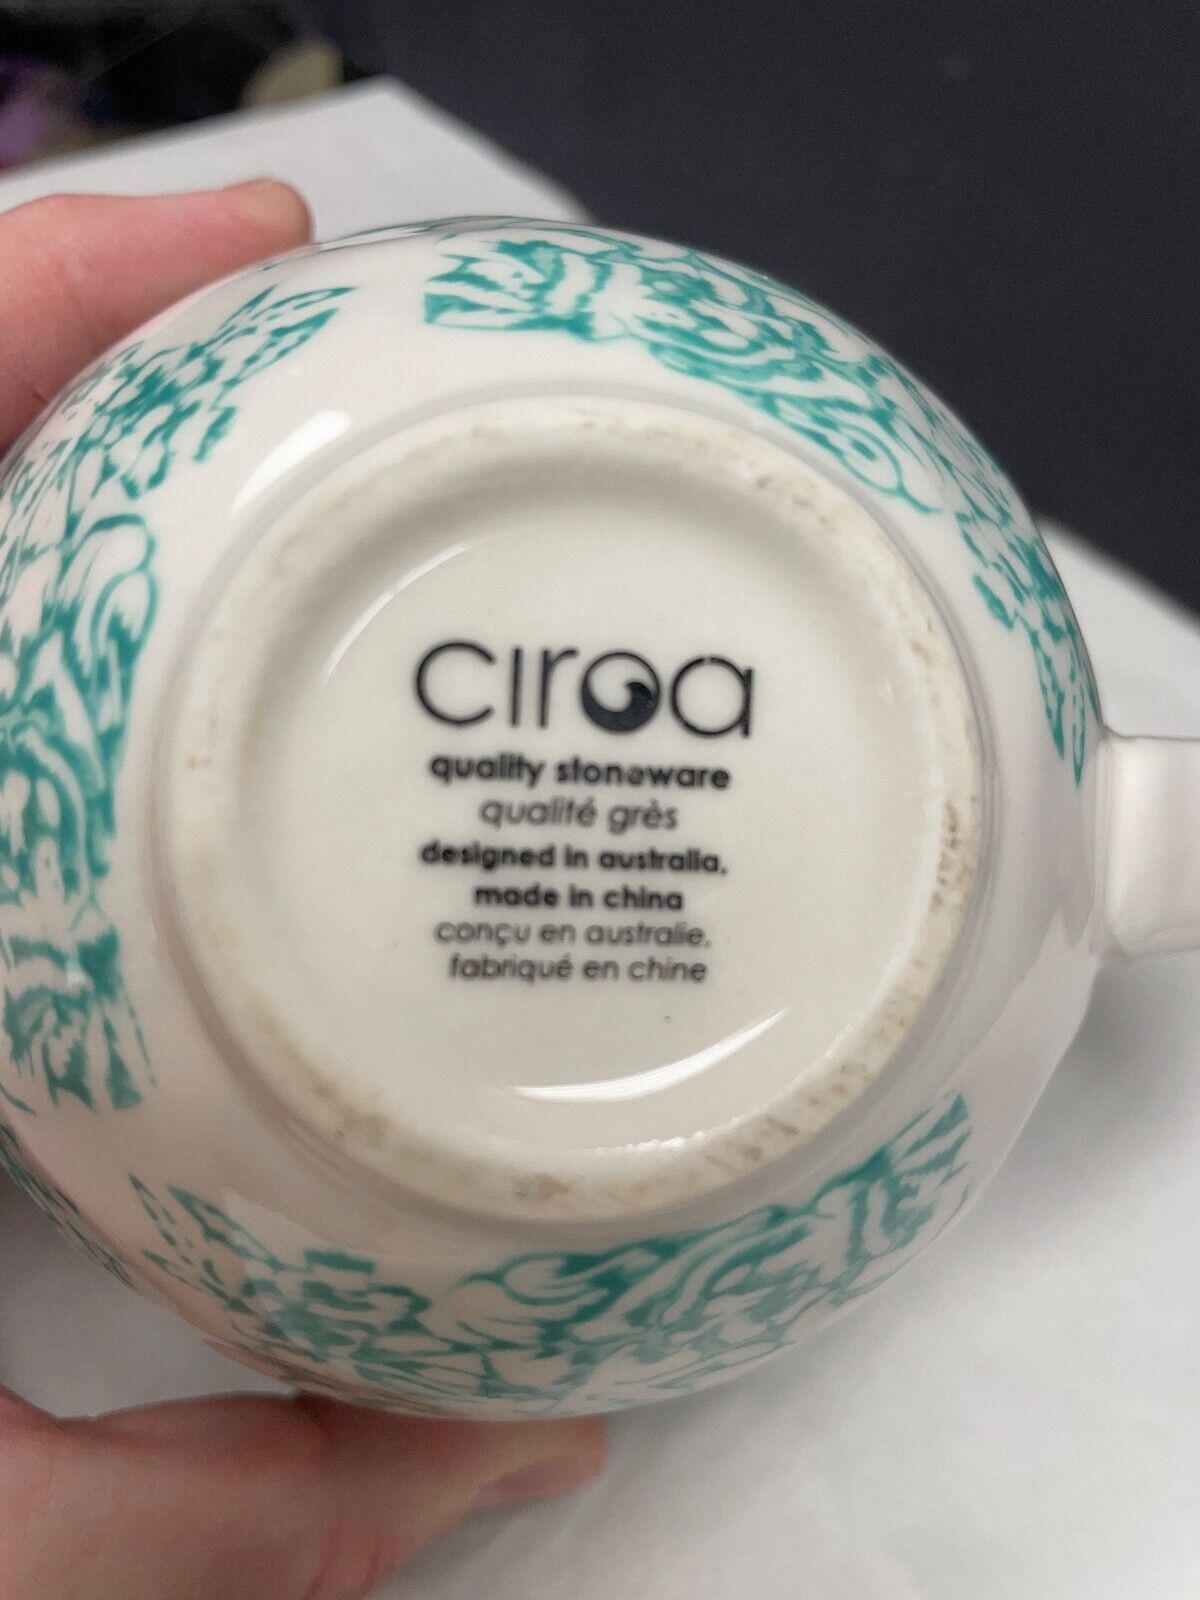 ciroa
quality stoneware
qualité grès
designed in australia,
made in china
conçu en australie,
fabriqué en chine